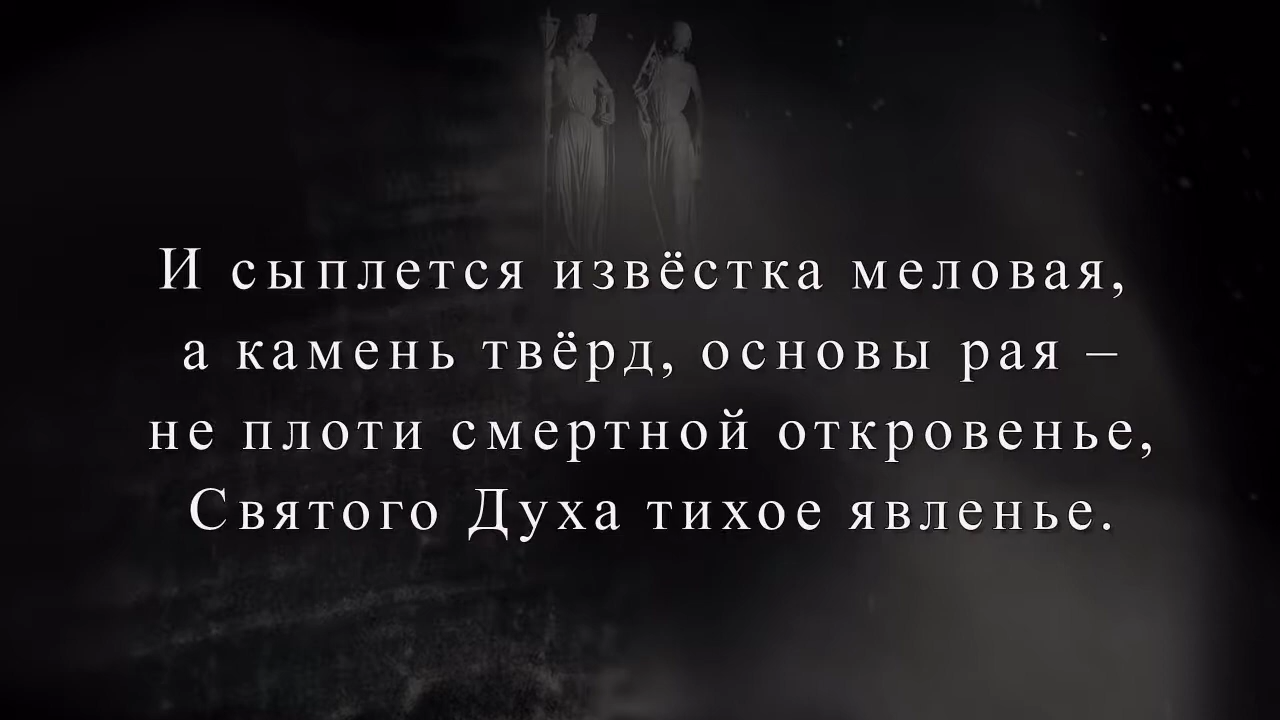 И сыплется извёстка меловая,
а камень твёрд, основы рая –
не плоти смертной откровенье,
Святого Духа тихое явленье.